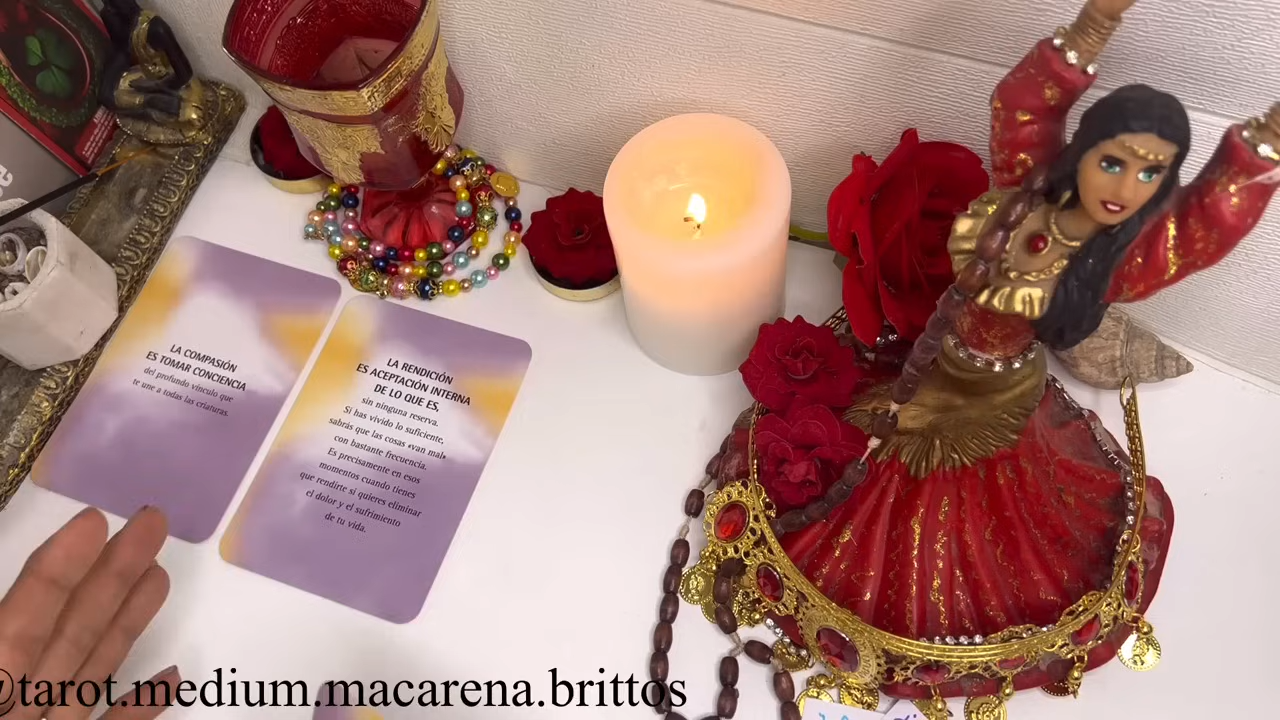 LA COMPASIÓN
ES TOMAR CONCIENCIA
del profundo vínculo que
te une a todas las criaturas.
LA RENDICIÓN
ES ACEPTACIÓN INTERNA
DE LO QUE ES,
sin ninguna reserva.
Si has vivido lo suficiente,
sabrás que las cosas «van mal»
con bastante frecuencia.
Es precisamente en esos
momentos cuando tienes
que rendirte si quieres eliminar
el dolor y el sufrimiento
de tu vida.
@tarot.medium.macarena.brittos